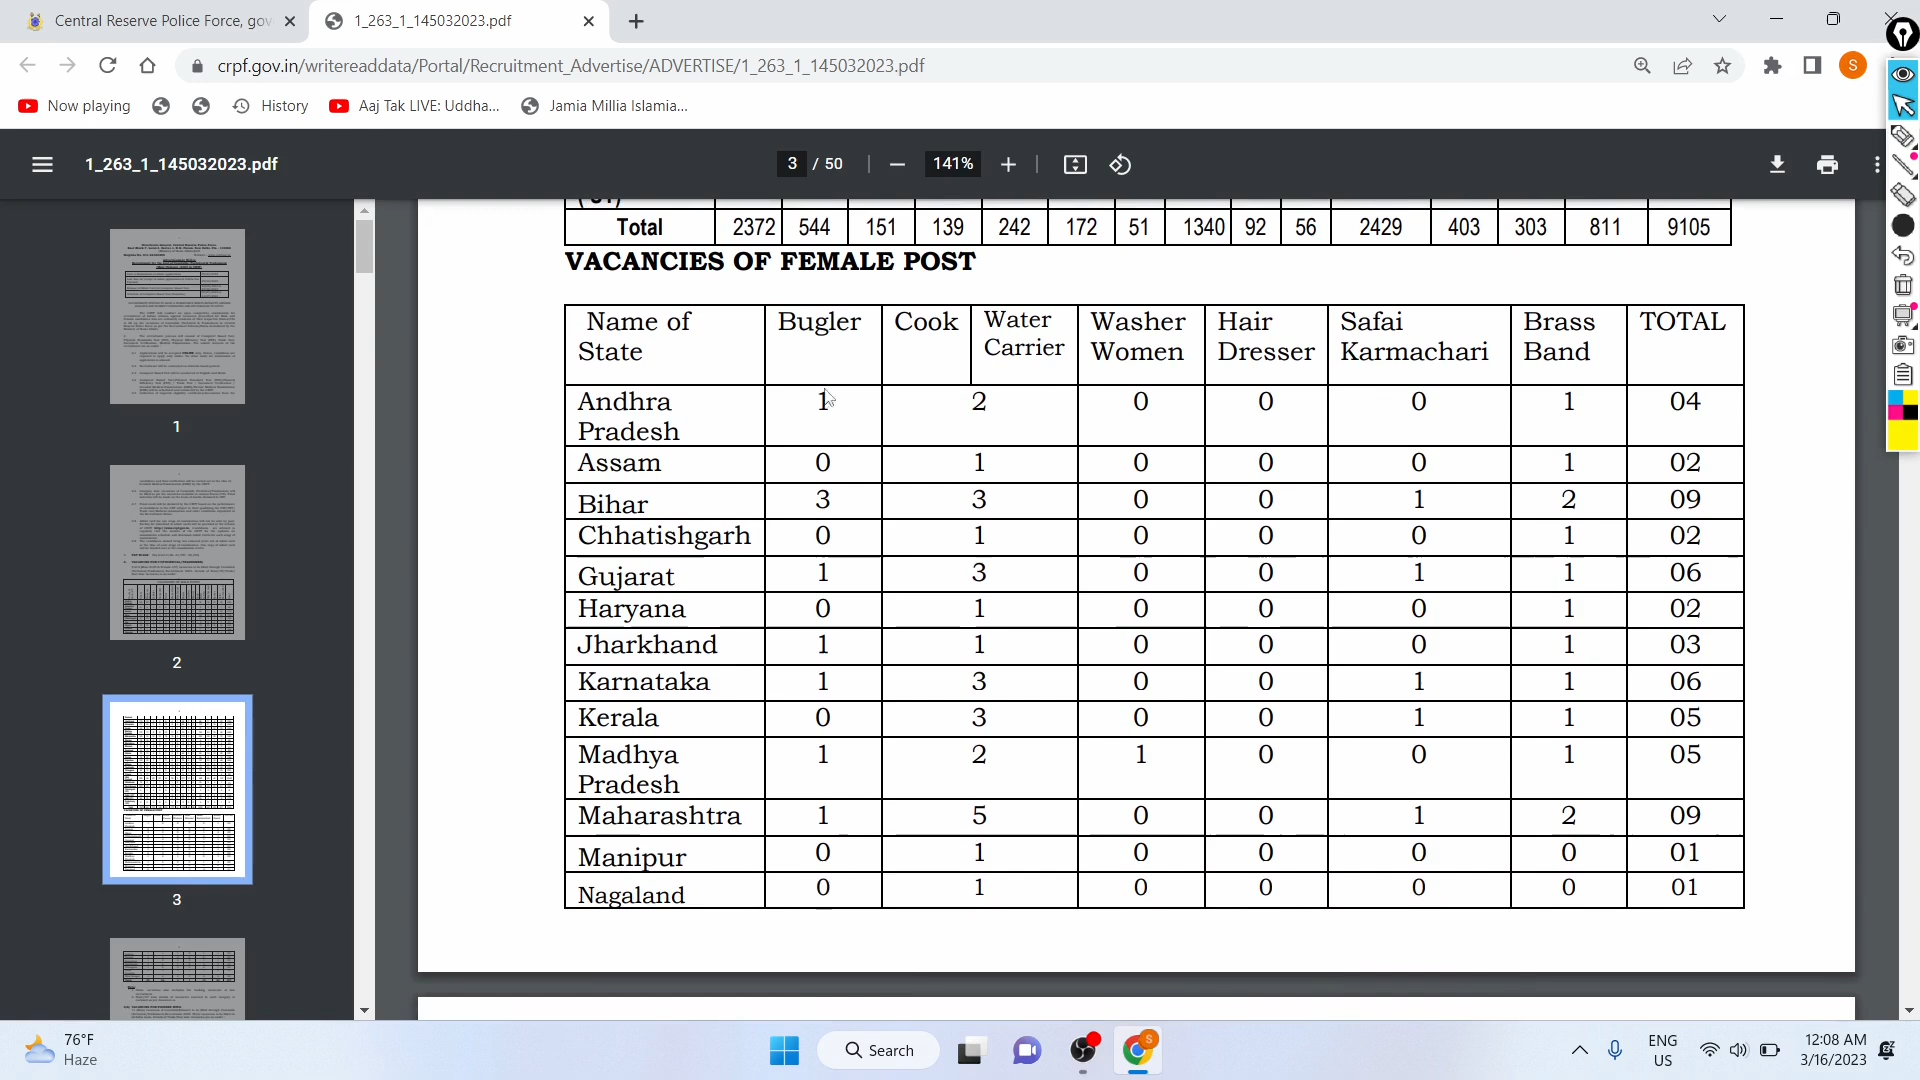 Central Reserve Police Force, gov
1_263_1_145032023.pdf
crpf.gov.in/writereaddata/Portal/Recruitment_Advertise/ADVERTISE/1_263_1_145032023.pdf
S
Now playing
History
Aaj Tak LIVE: Uddha...
Jamia Millia Islamia...
1_263_1_145032023.pdf
3 / 50
141%
1
2
3
Total 2372 544 151 139 242 172 51 1340 92 56 2429 403 303 811 9105
VACANCIES OF FEMALE POST
Name of State Bugler Cook Water Carrier Washer Women Hair Dresser Safai Karmachari Brass Band TOTAL
Andhra Pradesh 1 2 0 0 0 1 04
Assam 0 1 0 0 0 1 02
Bihar 3 3 0 0 1 2 09
Chhatishgarh 0 1 0 0 0 1 02
Gujarat 1 3 0 0 1 1 06
Haryana 0 1 0 0 0 1 02
Jharkhand 1 1 0 0 0 1 03
Karnataka 1 3 0 0 1 1 06
Kerala 0 3 0 0 1 1 05
Madhya Pradesh 1 2 1 0 0 1 05
Maharashtra 1 5 0 0 1 2 09
Manipur 0 1 0 0 0 0 01
Nagaland 0 1 0 0 0 0 01
76°F
Haze
Search
S
ENG
US
12:08 AM
3/16/2023